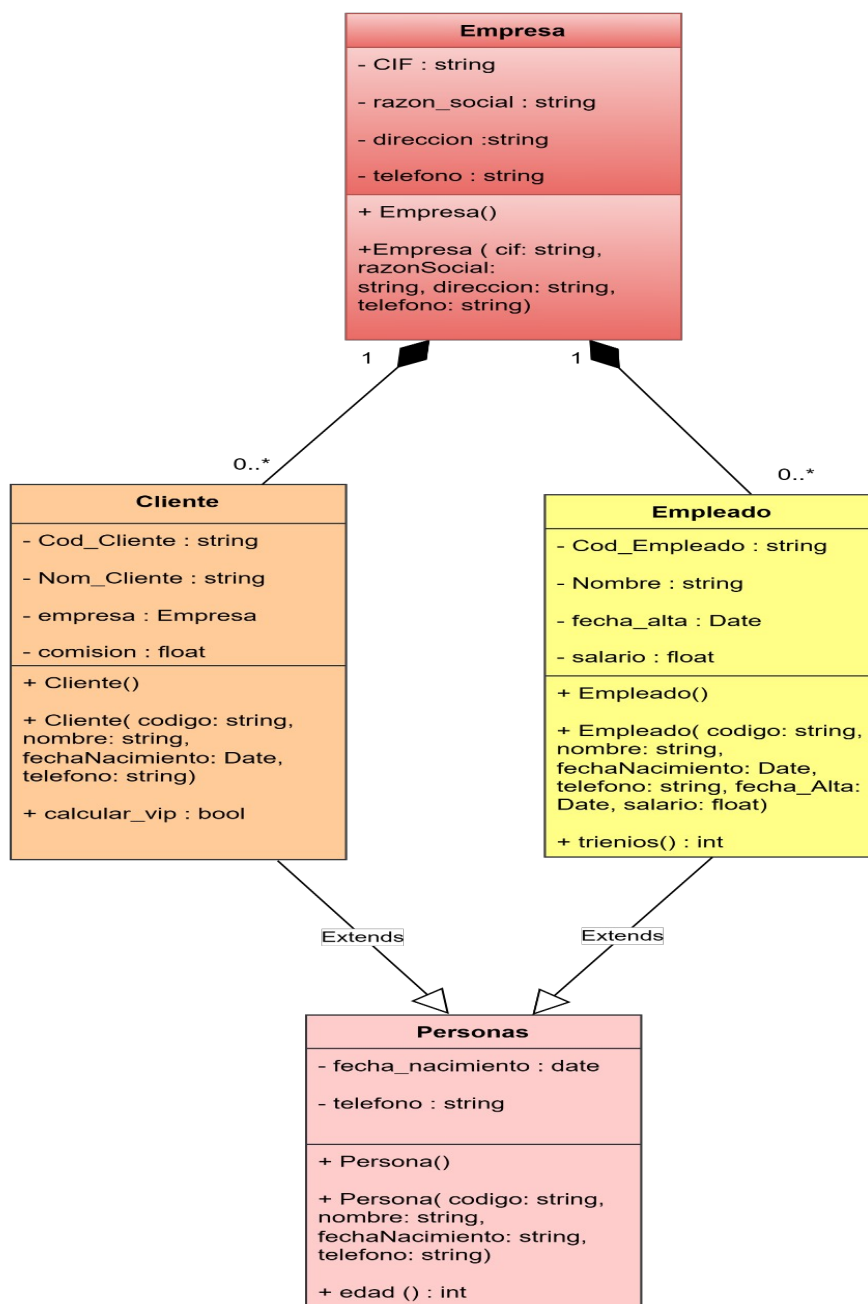 Empresa
- CIF : string
- razon_social : string
- direccion :string
- telefono : string
+ Empresa()
+Empresa ( cif: string,
razonSocial:
string, direccion: string,
telefono: string)
1
1
0..*
0..*
Cliente
- Cod_Cliente : string
- Nom_Cliente : string
- empresa : Empresa
- comision : float
+ Cliente()
+ Cliente( codigo: string,
nombre: string,
fechaNacimiento: Date,
telefono: string)
+ calcular_vip : bool
Empleado
- Cod_Empleado : string
- Nombre : string
- fecha_alta : Date
- salario : float
+ Empleado()
+ Empleado( codigo: string,
nombre: string,
fechaNacimiento: Date,
telefono: string, fecha_Alta:
Date, salario: float)
+ trienios() : int
Extends
Extends
Personas
- fecha_nacimiento : date
- telefono : string
+ Persona()
+ Persona( codigo: string,
nombre: string,
fechaNacimiento: string,
telefono: string)
+ edad () : int